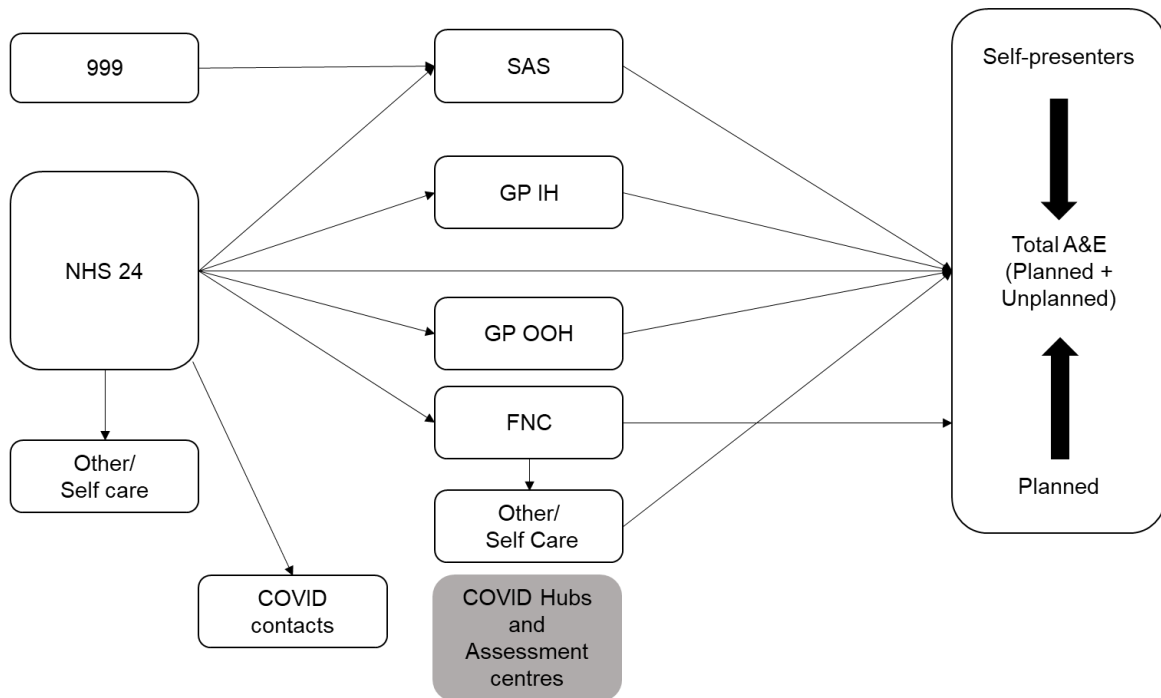 999
SAS
Self-presenters
GP IH
NHS 24
Total A&E
(Planned +
Unplanned)
GP OOH
FNC
Other/
Self care
Planned
Other/
Self Care
COVID
contacts
COVID Hubs
and
Assessment
centres